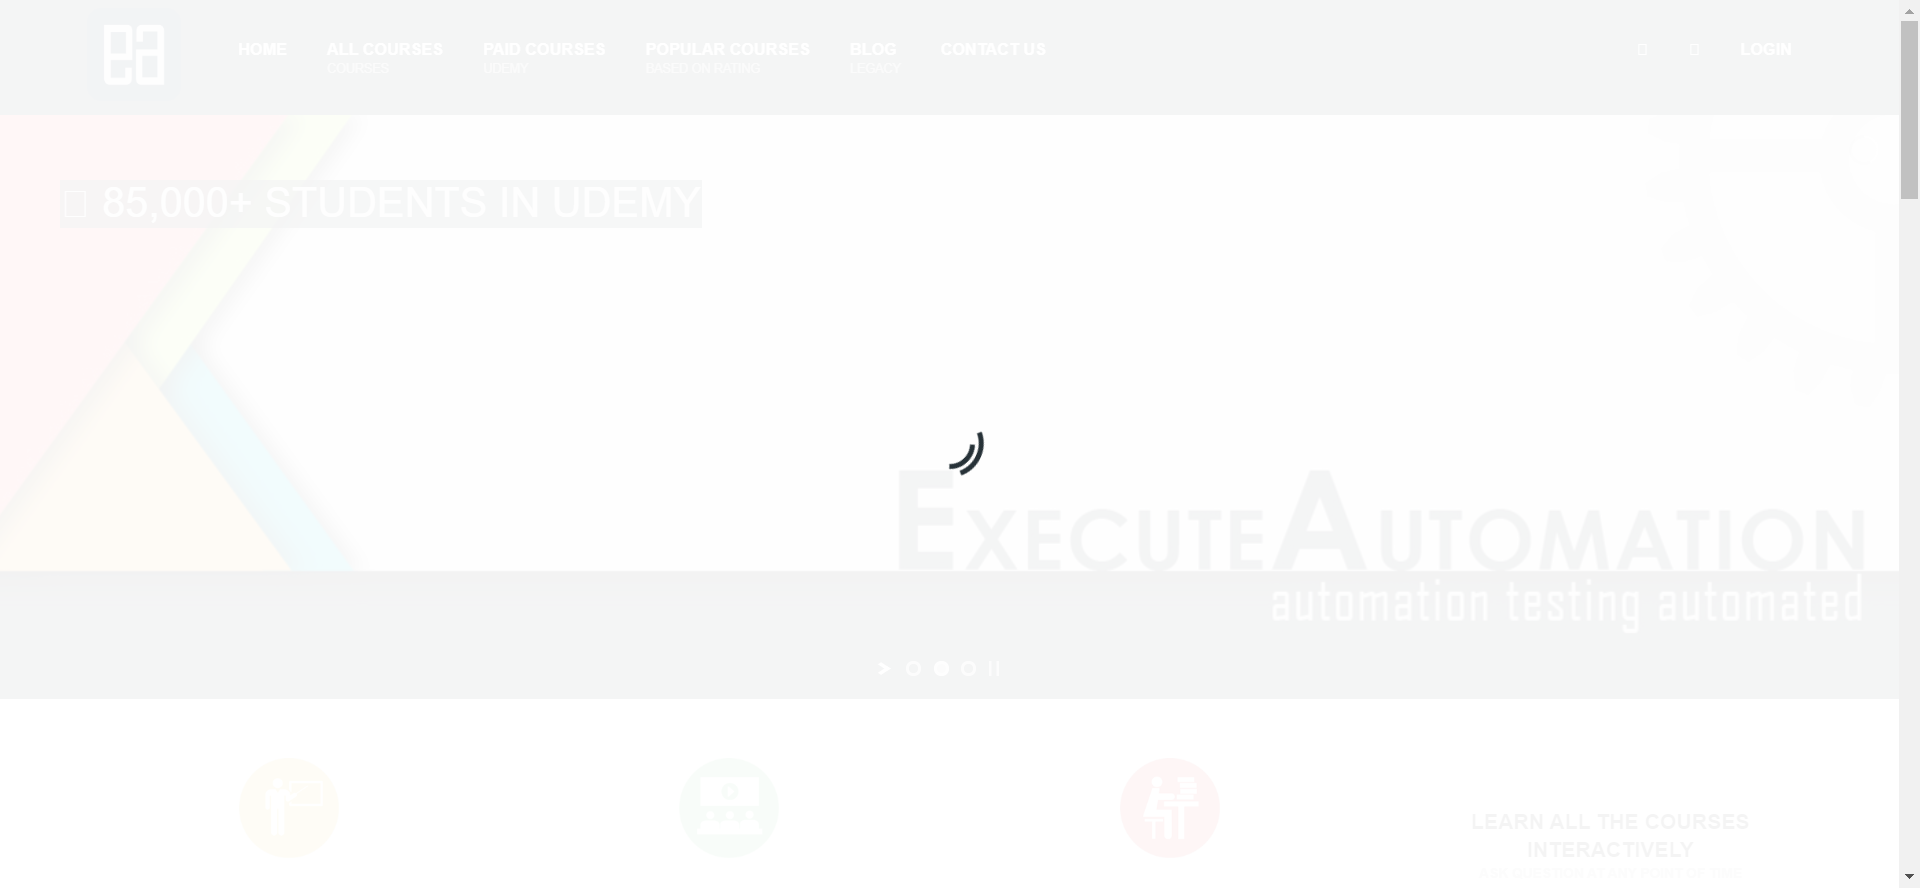 ea
HOME
ALL COURSES
COURSES
PAID COURSES
UDEMY
POPULAR COURSES
BASED ON RATING
BLOG
LEGACY
CONTACT US
LOGIN
85,000+ STUDENTS IN UDEMY
EXECUTEAUTOMATION
automation testing automated
LEARN ALL THE COURSES
INTERACTIVELY